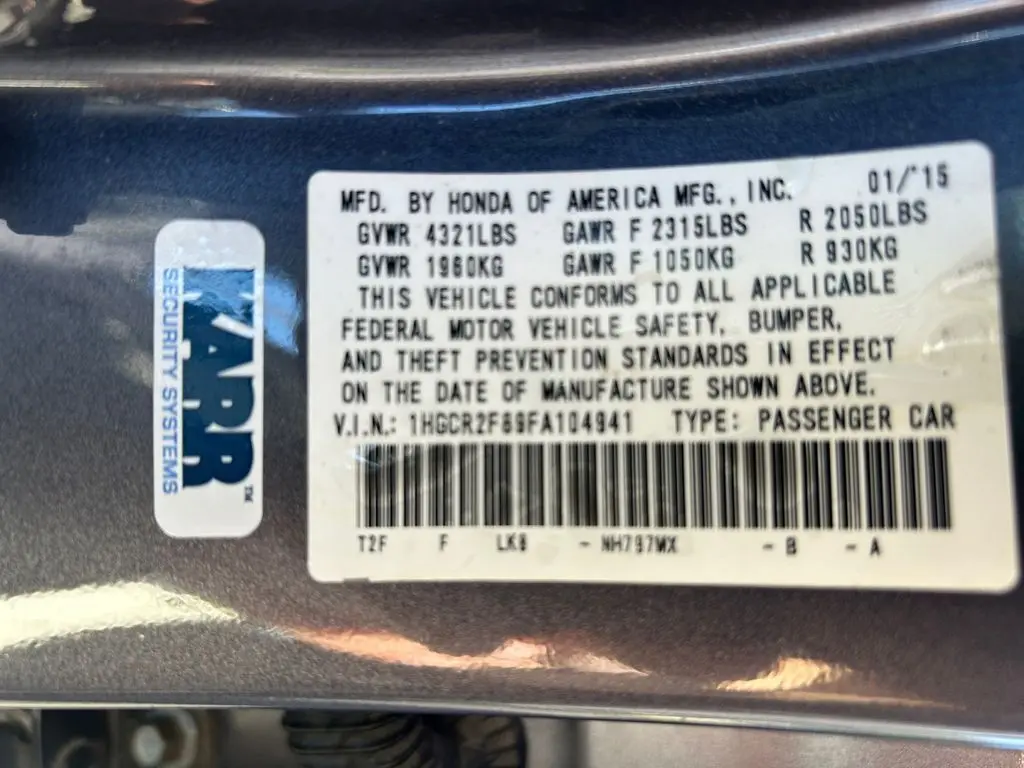 MFD. BY HONDA OF AMERICA MFG., INC. 01/'15
GVWR 4321LBS GAWR F 2315LBS R 2050LBS
GVWR 1960KG GAWR F 1050KG R 930KG
THIS VEHICLE CONFORMS TO ALL APPLICABLE
FEDERAL MOTOR VEHICLE SAFETY, BUMPER,
AND THEFT PREVENTION STANDARDS IN EFFECT
ON THE DATE OF MANUFACTURE SHOWN ABOVE.
V.I.N.: 1HGCR2F89FA104941 TYPE: PASSENGER CAR
T2F F LK8 - NH797MX - B - A
KARR™
SECURITY SYSTEMS